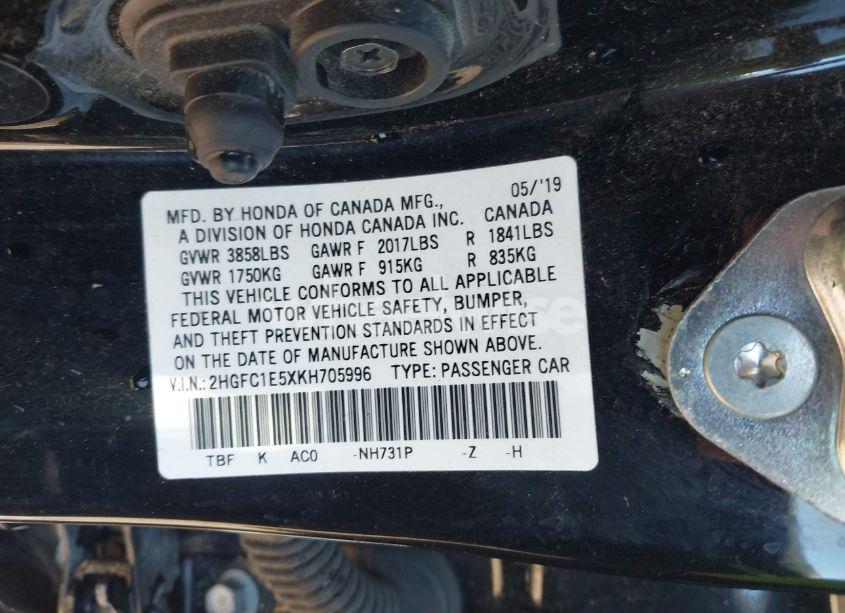 05/'19
MFD. BY HONDA OF CANADA MFG.,
A DIVISION OF HONDA CANADA INC. CANADA
GVWR 3858LBS GAWR F 2017LBS R 1841LBS
GVWR 1750KG GAWR F 915KG R 835KG
THIS VEHICLE CONFORMS TO ALL APPLICABLE
FEDERAL MOTOR VEHICLE SAFETY, BUMPER,
AND THEFT PREVENTION STANDARDS IN EFFECT
ON THE DATE OF MANUFACTURE SHOWN ABOVE.
V.I.N.: 2HGFC1E5XKH705996 TYPE: PASSENGER CAR
TBF K AC0 -NH731P -Z -H